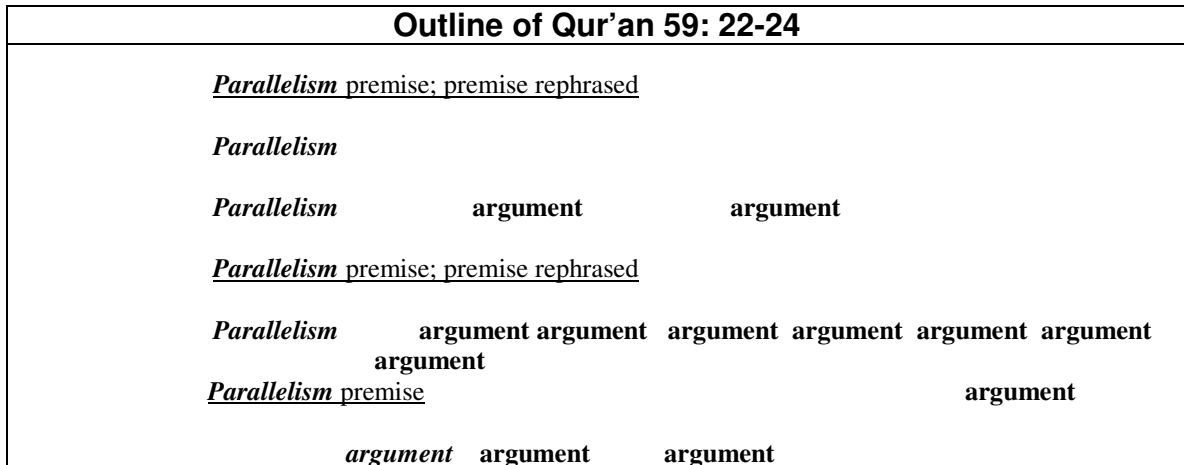 Outline of Qur’an 59: 22-24
Parallelism premise; premise rephrased
Parallelism
Parallelism argument argument
Parallelism premise; premise rephrased
Parallelism argument argument argument argument argument argument
argument
Parallelism premise argument
argument argument argument